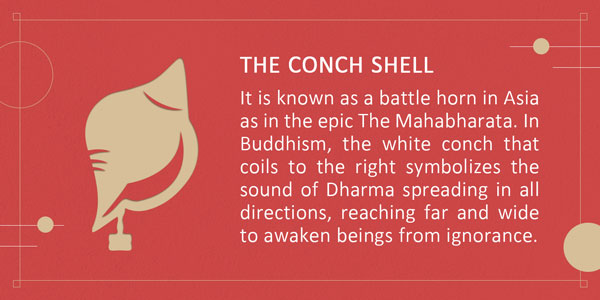 THE CONCH SHELL
It is known as a battle horn in Asia
as in the epic The Mahabharata. In
Buddhism, the white conch that
coils to the right symbolizes the
sound of Dharma spreading in all
directions, reaching far and wide
to awaken beings from ignorance.